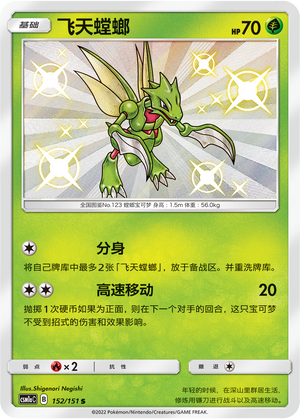 基础 飞天螳螂 HP70
全国图鉴No.123 螳螂宝可梦 身高：1.5m 体重：56.0kg
分身
将自己牌库中最多2张「飞天螳螂」，放于备战区。并重洗牌库。
高速移动 20
抛掷1次硬币如果为正面，则在下一个对手的回合，这只宝可梦
不受到招式的伤害和效果影响。
弱点 ×2 抗性 撤退
Illus.Shigenori Negishi
CSM1aC B 152/151 S
年轻的时候，在深山里群居生活。
修炼用镰刀进行战斗以及高速移动。
©2022 Pokémon/Nintendo/Creatures/GAME FREAK.